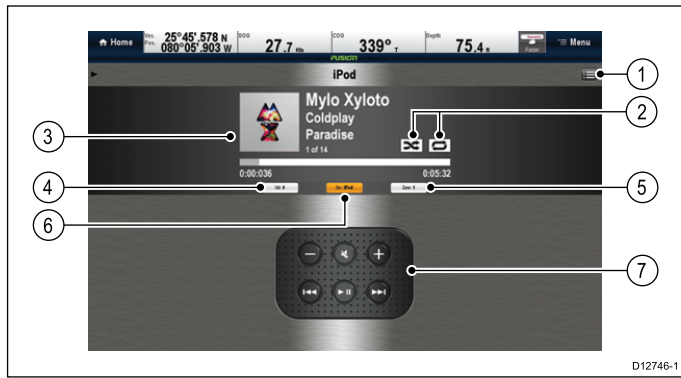 Home
Ves. Pos. 25°45'.578 N
080°05'.903 W
SOG 27.7
COG 339° T
Depth 75.4 ft
Radar
Menu
FUSION
iPod
1
Mylo Xyloto
Coldplay
Paradise
1 of 14
2
3
0:00:036
0:05:32
4
5
6
7
D12746-1